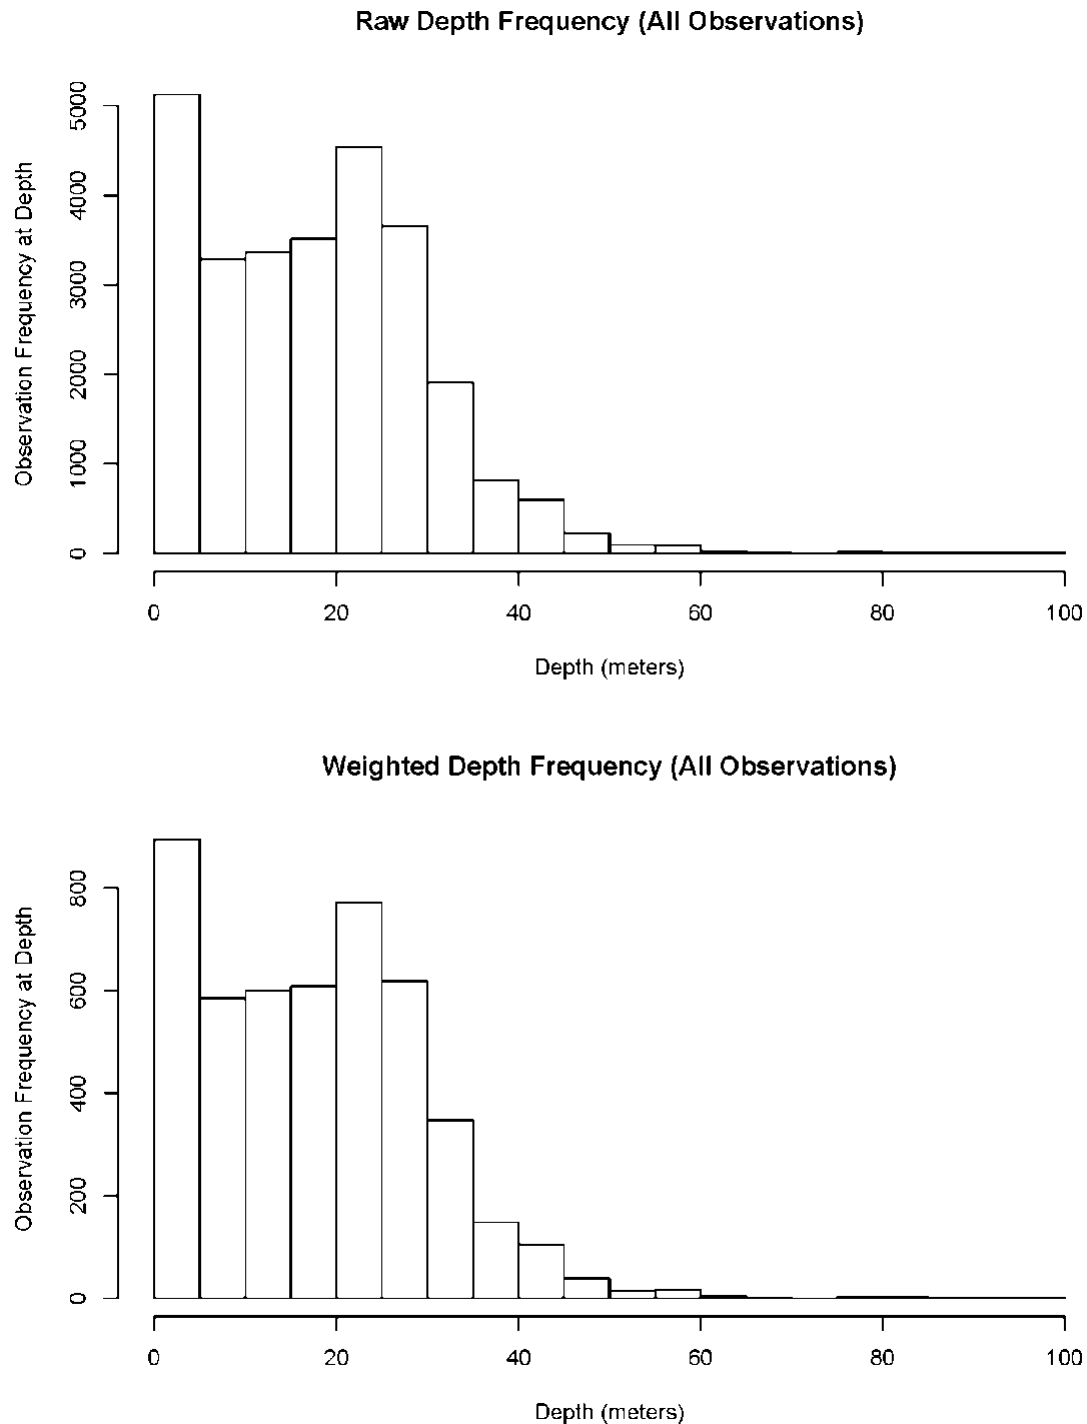 Raw Depth Frequency (All Observations)
Observation Frequency at Depth
5000
4000
3000
2000
1000
0
0 20 40 60 80 100
Depth (meters)
Weighted Depth Frequency (All Observations)
Observation Frequency at Depth
800
600
400
200
0
0 20 40 60 80 100
Depth (meters)